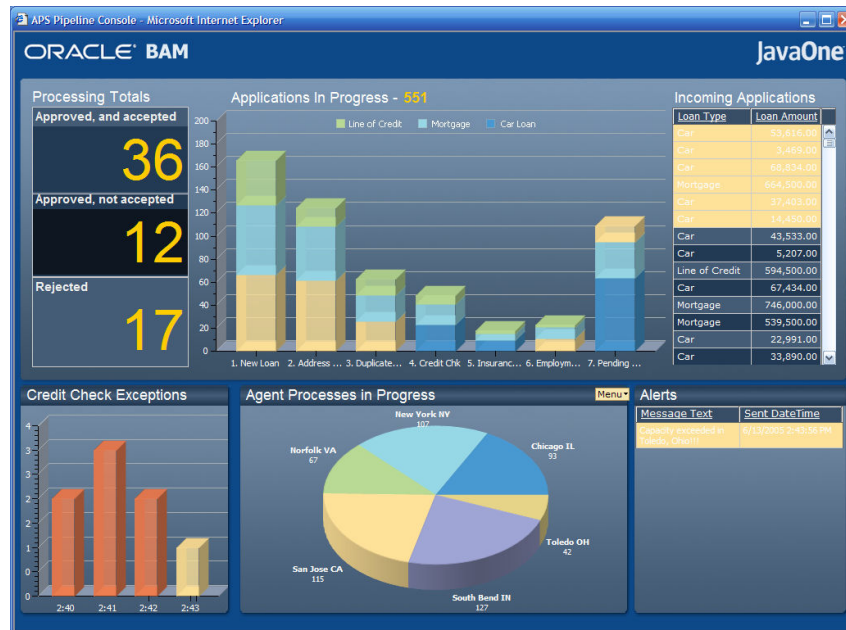 APS Pipeline Console - Microsoft Internet Explorer
ORACLE BAM
JavaOne
Processing Totals
Approved, and accepted
36
Approved, not accepted
12
Rejected
17
Applications In Progress - 551
Line of Credit Mortgage Car Loan
200
180
160
140
120
100
80
60
40
20
0
1. New Loan 2. Address ... 3. Duplicate... 4. Credit Chk 5. Insuranc... 6. Employm... 7. Pending ...
Incoming Applications
Loan Type Loan Amount
Car 53,616.00
Car 3,469.00
Car 68,834.00
Mortgage 664,500.00
Car 37,403.00
Car 14,450.00
Car 43,533.00
Car 5,207.00
Line of Credit 594,500.00
Car 67,434.00
Mortgage 746,000.00
Mortgage 539,500.00
Car 22,991.00
Car 33,890.00
Credit Check Exceptions
4
3
2
2
1
0
0
2:40 2:41 2:42 2:43
Agent Processes in Progress
Menu
New York NY
107
Chicago IL
93
Norfolk VA
67
Toledo OH
42
San Jose CA
115
South Bend IN
127
Alerts
Message Text Sent DateTime
Capacity exceeded in 6/13/2005 2:42:56 PM
Toledo, Ohio!!!